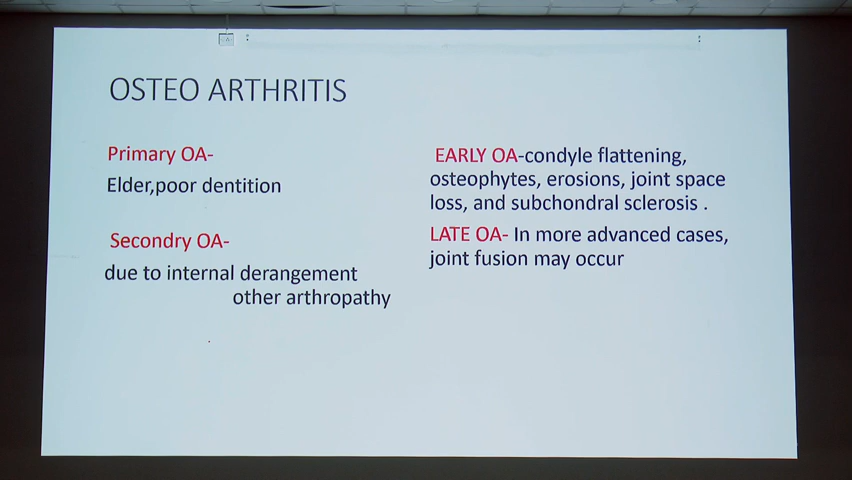 OSTEO ARTHRITIS
Primary OA-
Elder,poor dentition
Secondry OA-
due to internal derangement
other arthropathy
EARLY OA-condyle flattening,
osteophytes, erosions, joint space
loss, and subchondral sclerosis .
LATE OA- In more advanced cases,
joint fusion may occur